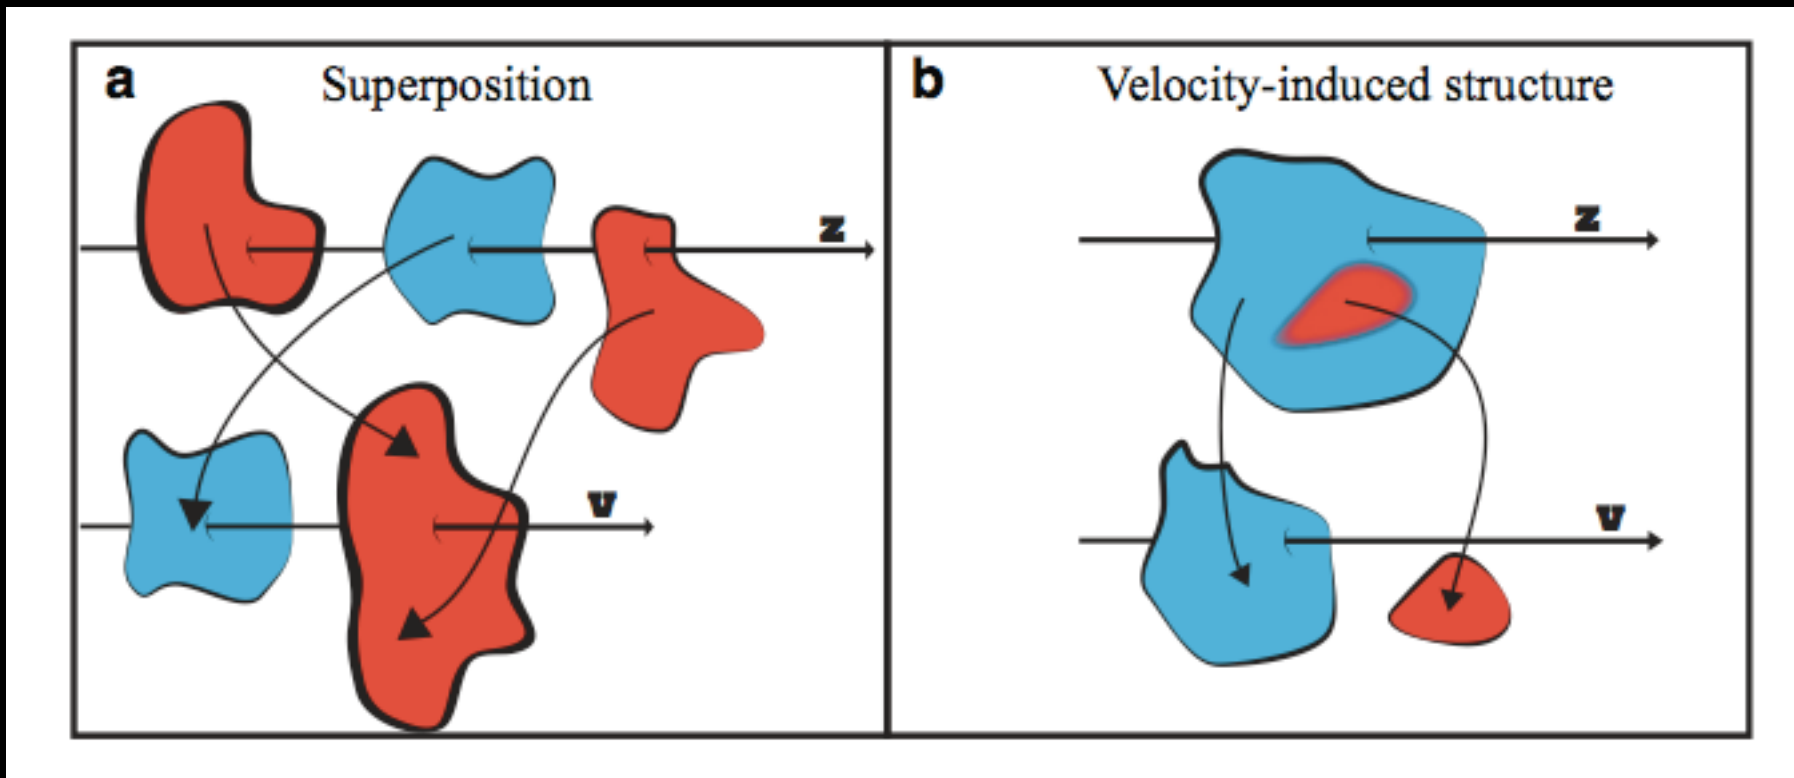 a Superposition
z
v
b Velocity-induced structure
z
v